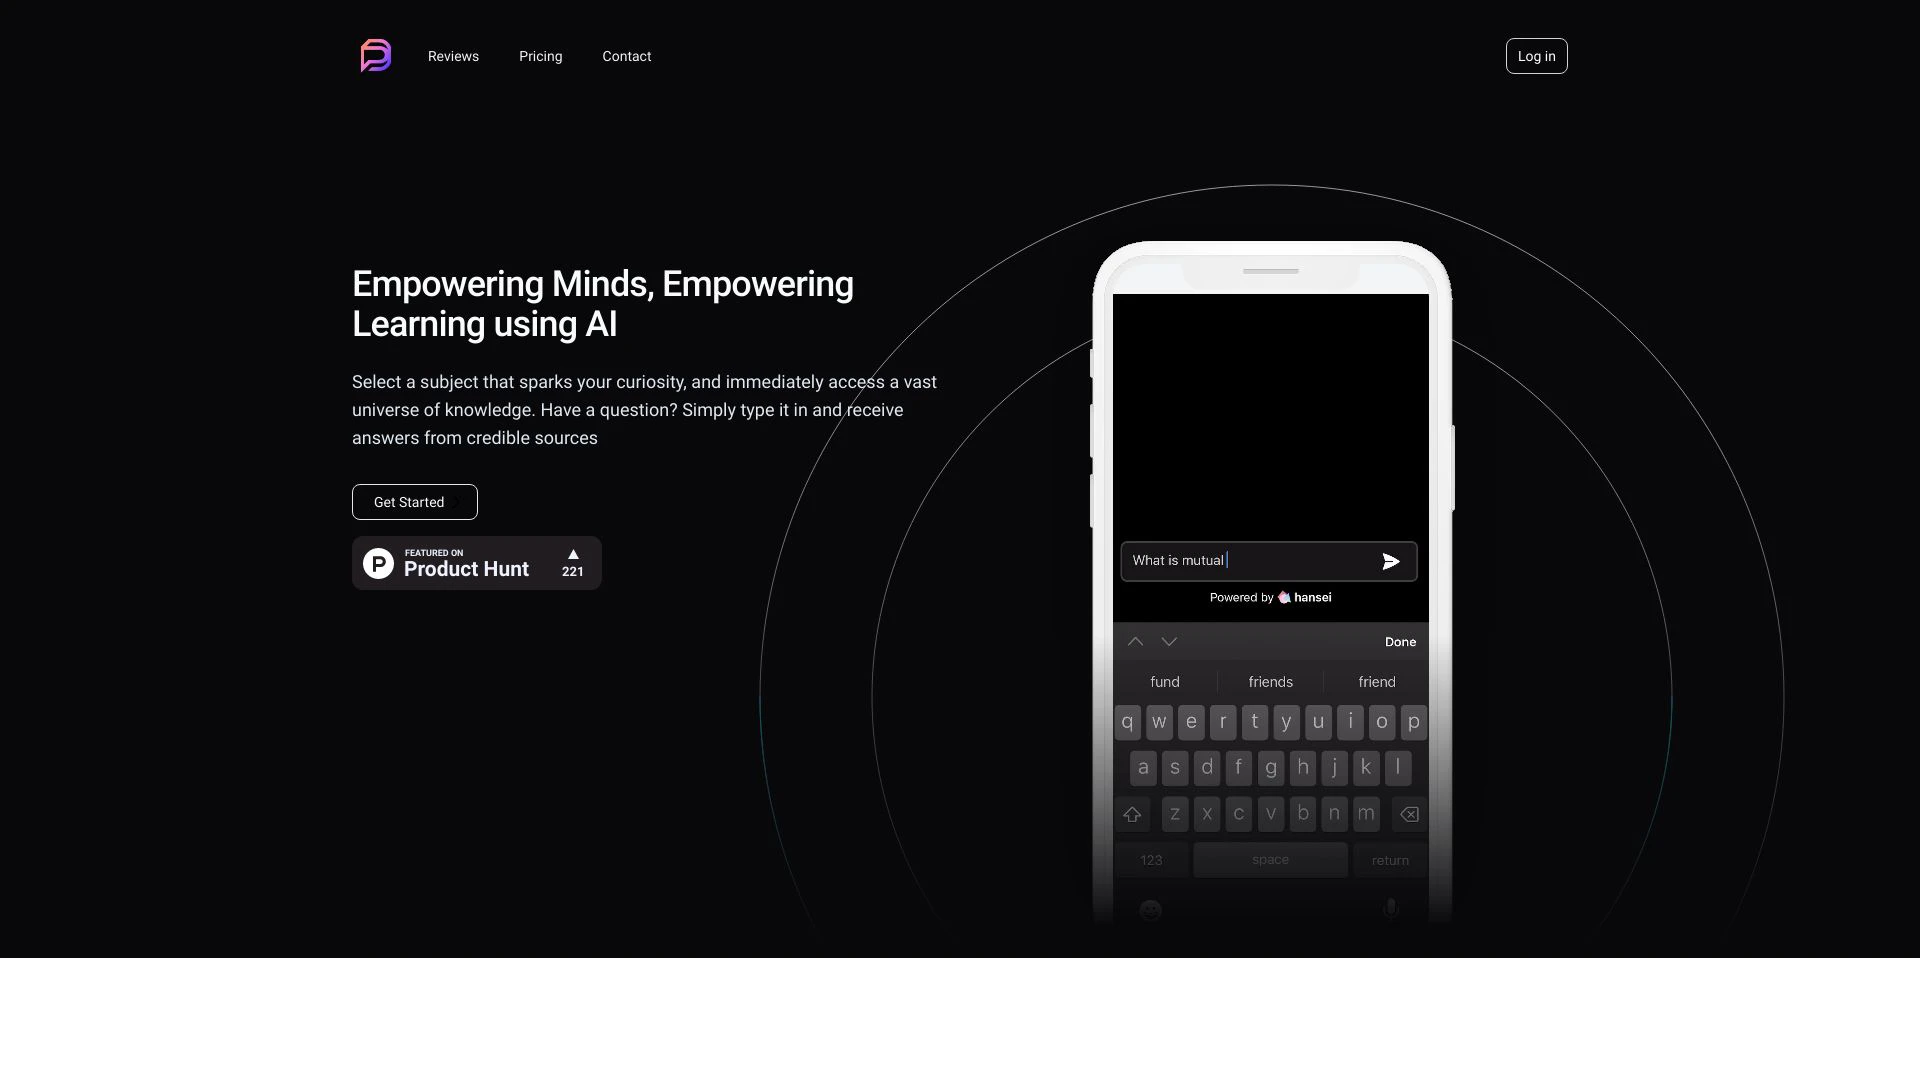 Reviews
Pricing
Contact
Log in
Empowering Minds, Empowering
Learning using AI
Select a subject that sparks your curiosity, and immediately access a vast
universe of knowledge. Have a question? Simply type it in and receive
answers from credible sources
Get Started
FEATURED ON
Product Hunt
221
What is mutual
Powered by hansei
Done
fund
friends
friend
q w e r t y u i o p
a s d f g h j k l
z x c v b n m
123 space return